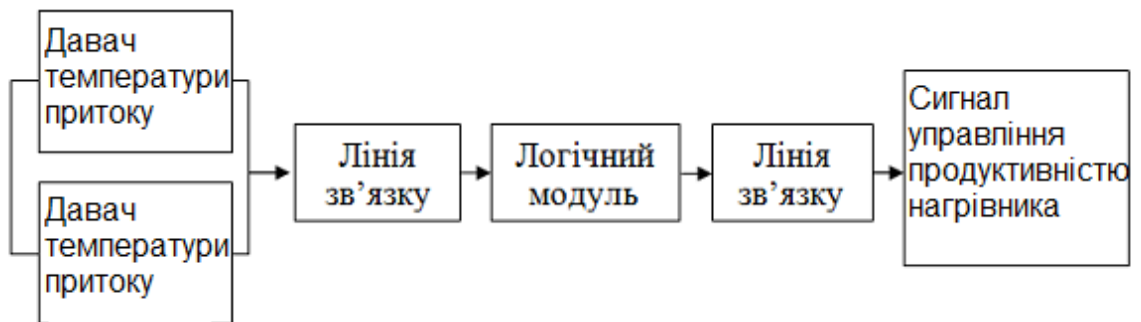 Давач
температури
притоку
Давач
температури
притоку
Лінія
зв’язку
Логічний
модуль
Лінія
зв’язку
Сигнал
управління
продуктивністю
нагрівника